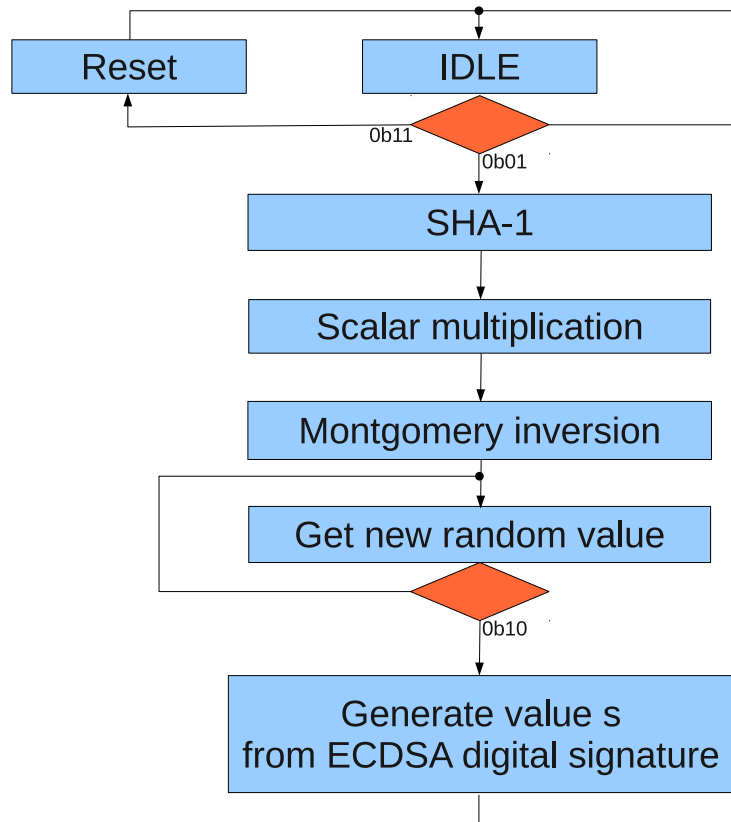 Reset
IDLE
0b11
0b01
SHA-1
Scalar multiplication
Montgomery inversion
Get new random value
0b10
Generate value s
from ECDSA digital signature